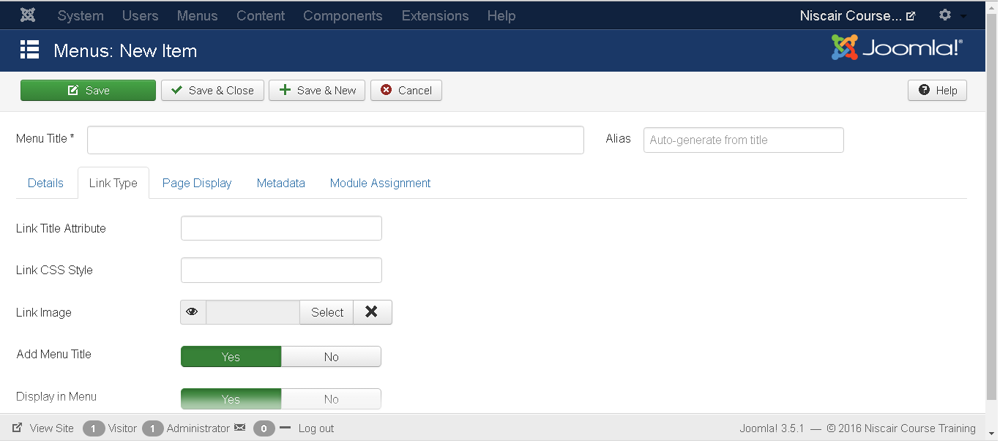 System Users Menus Content Components Extensions Help Niscair Course...
Menus: New Item Joomla!®
Save Save & Close Save & New Cancel Help
Menu Title * Alias Auto-generate from title
Details Link Type Page Display Metadata Module Assignment
Link Title Attribute
Link CSS Style
Link Image Select
Add Menu Title Yes No
Display in Menu Yes No
View Site 1 Visitor 1 Administrator 0 Log out Joomla! 3.5.1 — © 2016 Niscair Course Training